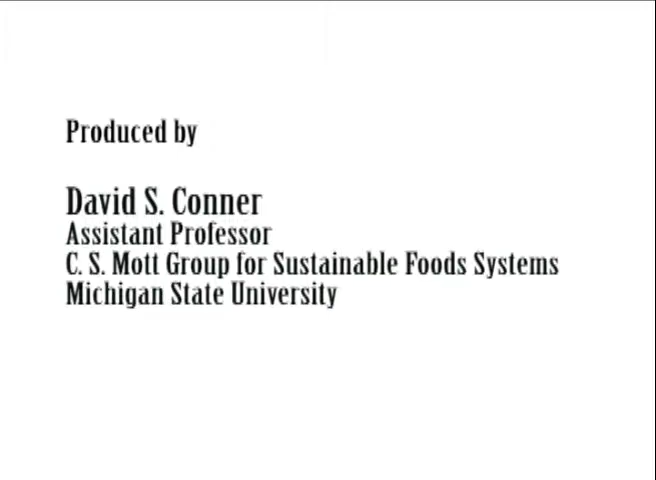 Produced by
David S. Conner
Assistant Professor
C. S. Mott Group for Sustainable Foods Systems
Michigan State University